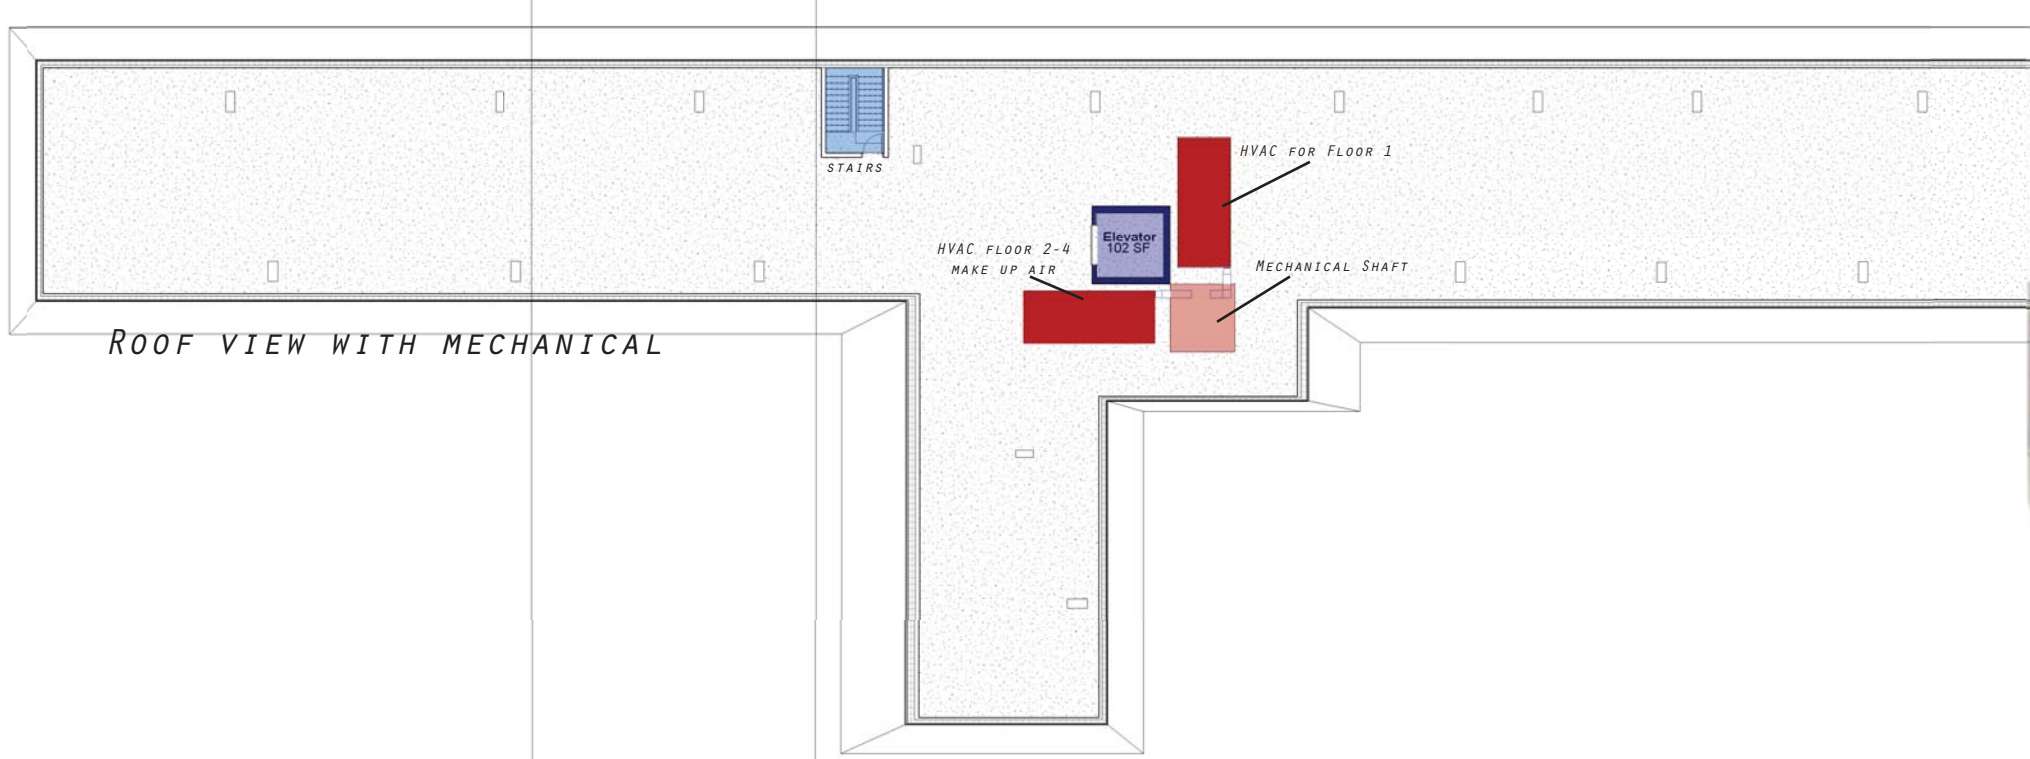 STAIRS
HVAC for Floor 1
Elevator
102 SF
HVAC floor 2-4
make up air
Mechanical Shaft
Roof view with mechanical